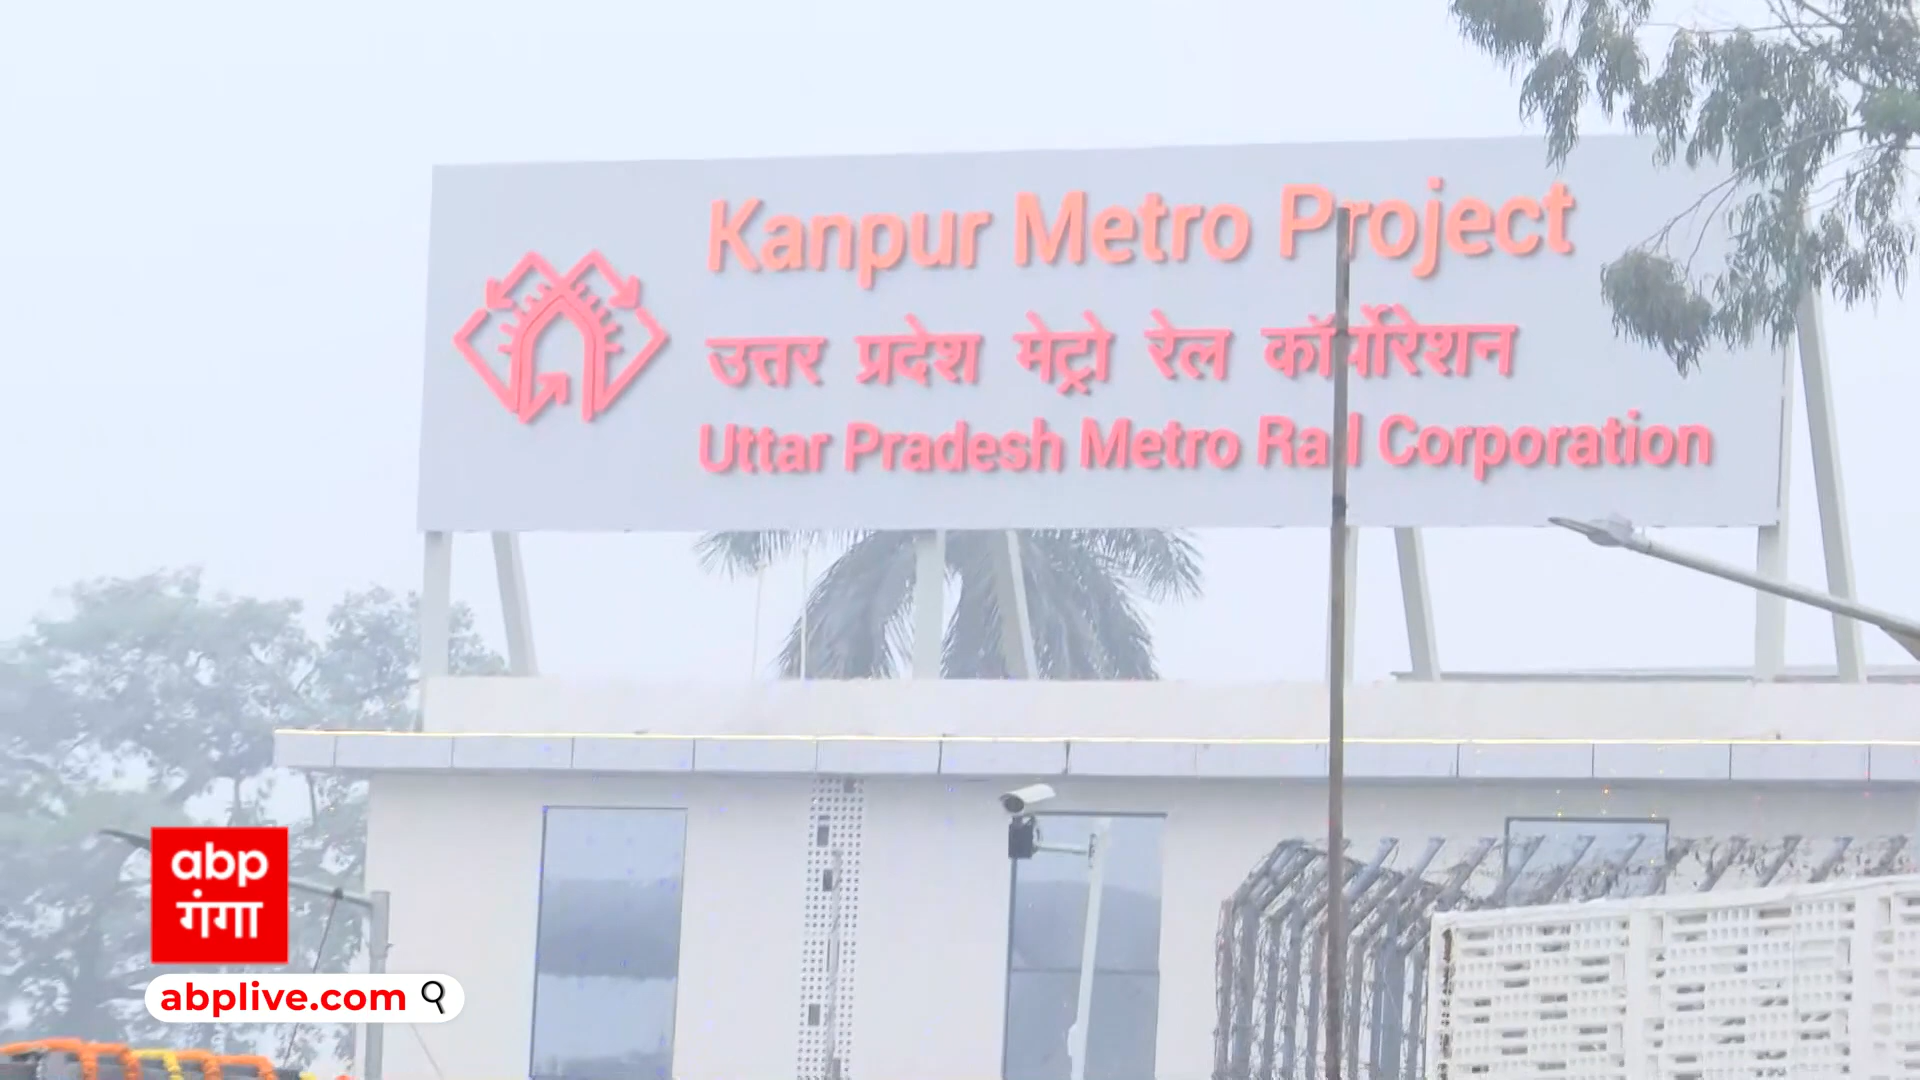 Kanpur Metro Project
उत्तर प्रदेश मेट्रो रेल कॉर्पोरेशन
Uttar Pradesh Metro Rail Corporation
abp
गंगा
abplive.com